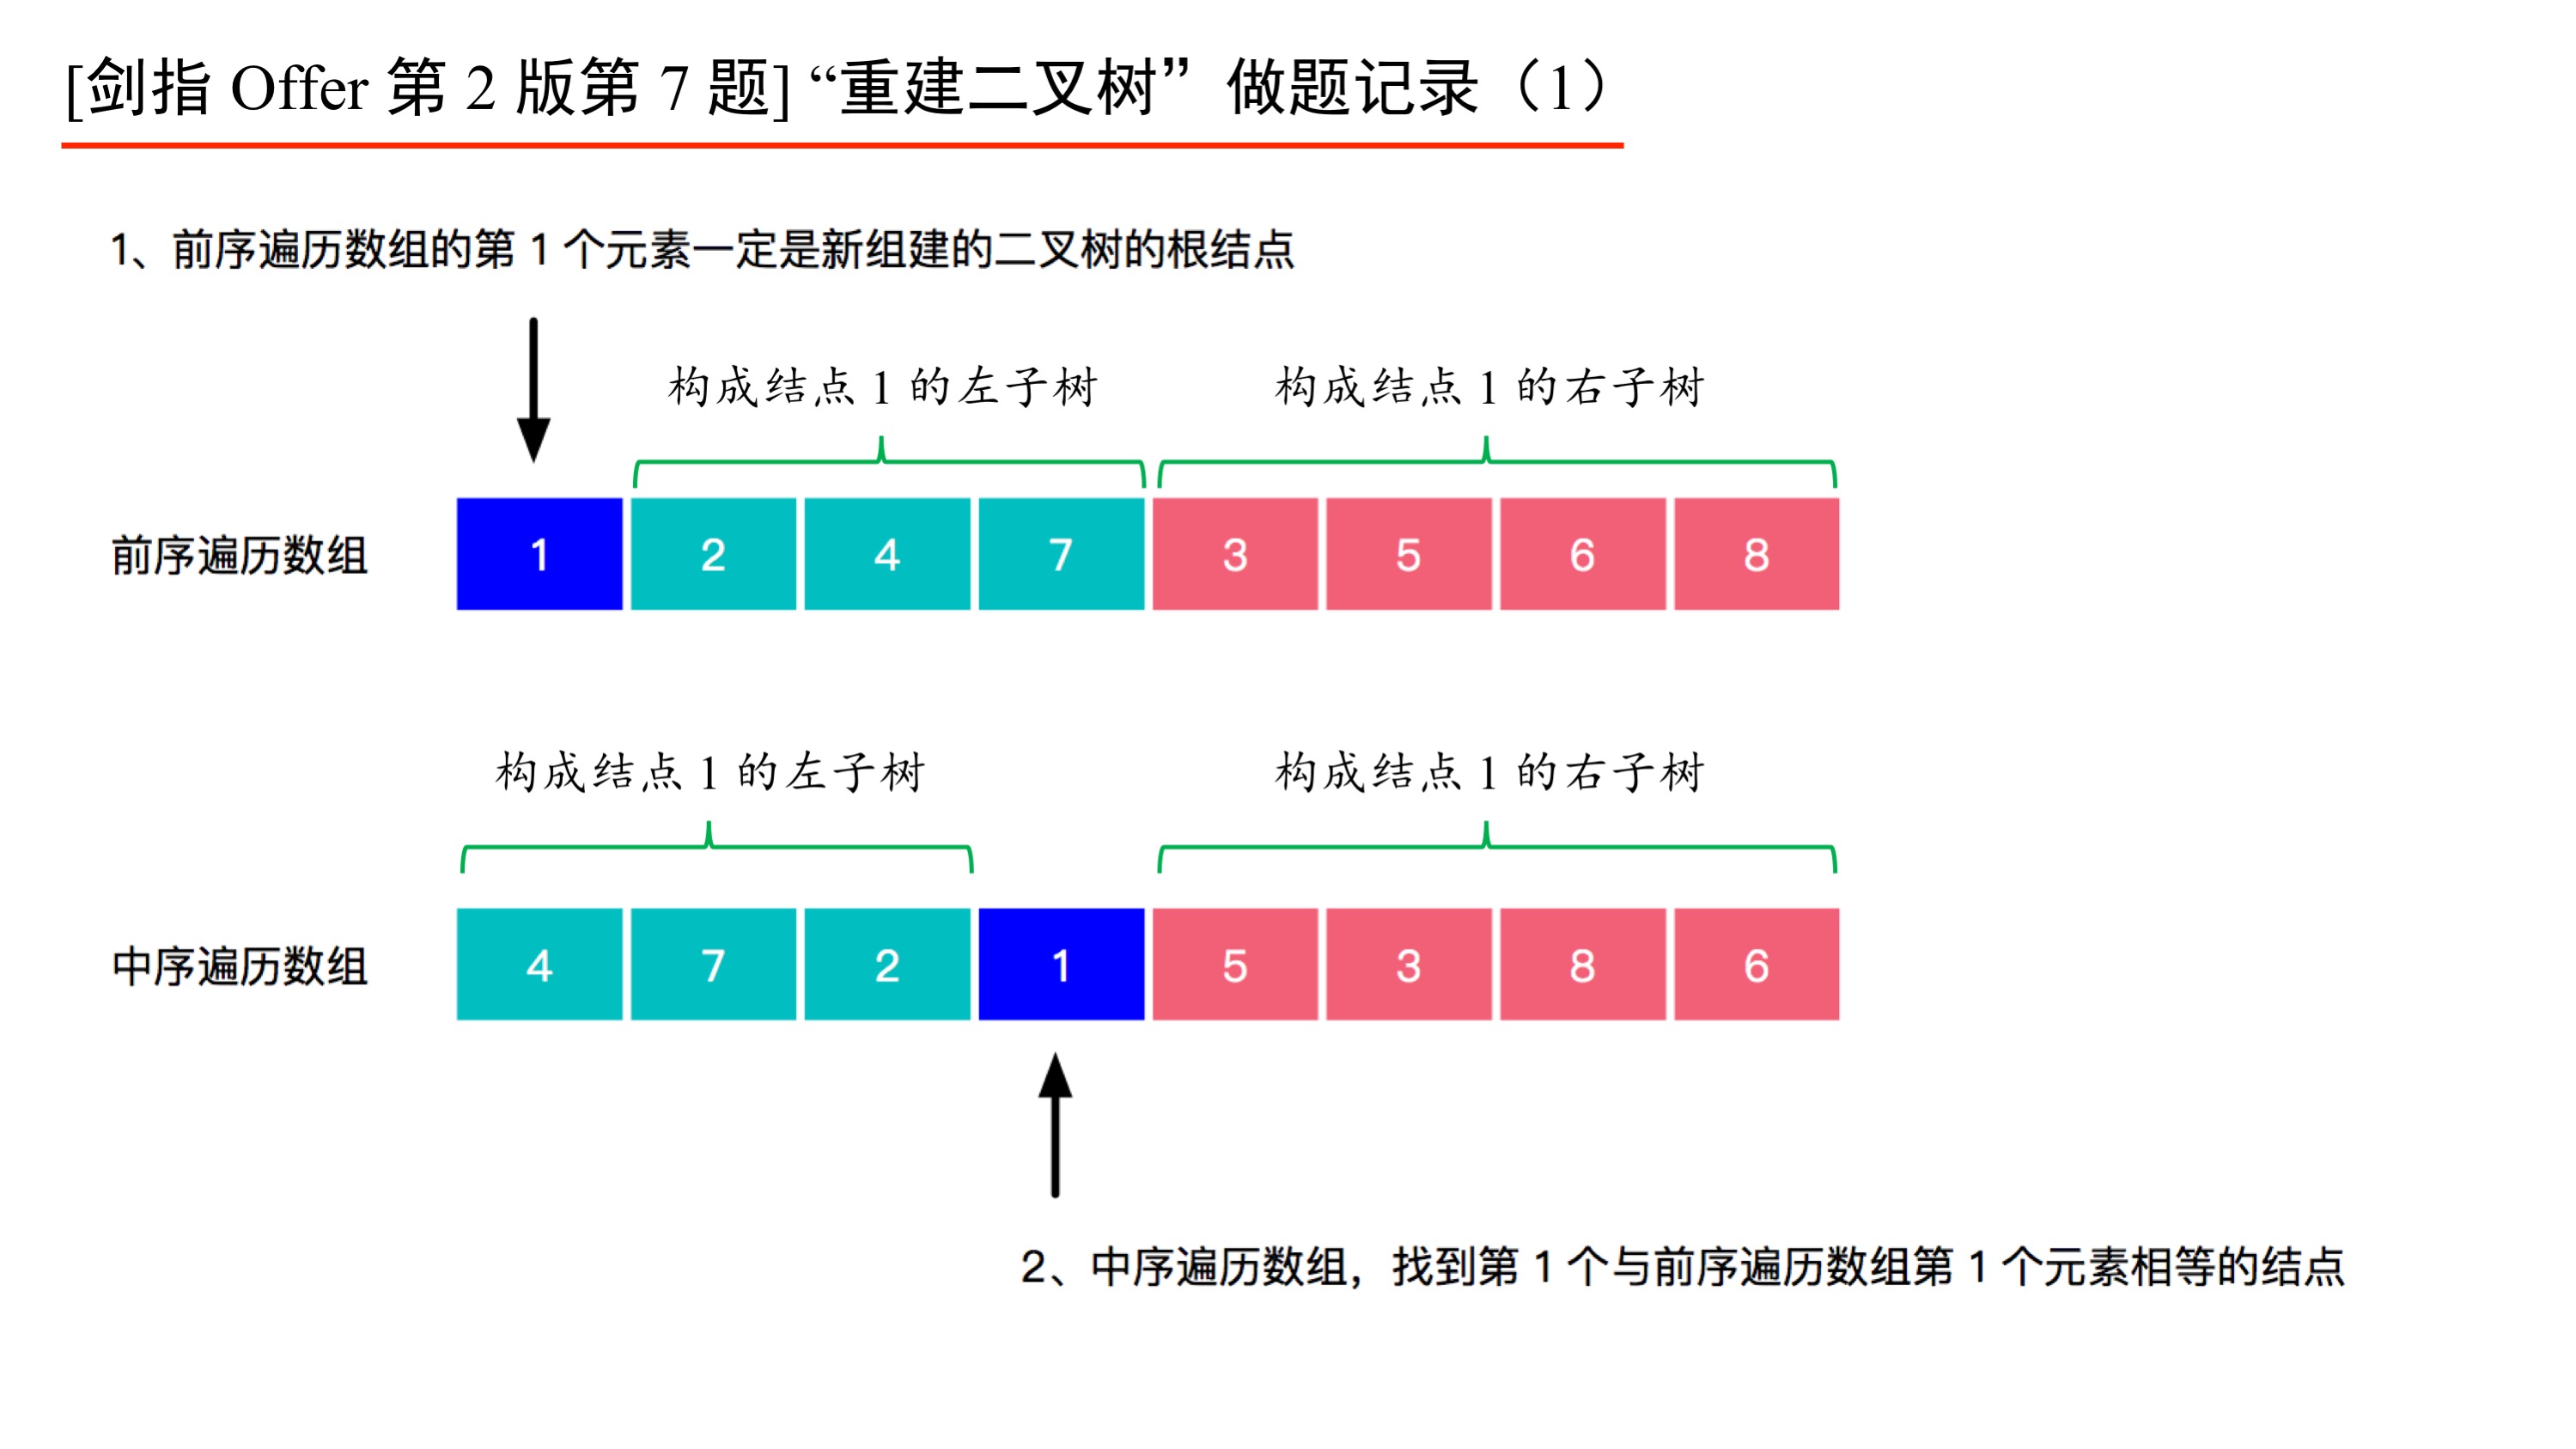 [剑指 Offer 第 2 版第 7 题] “重建二叉树”做题记录（1）
1、前序遍历数组的第 1 个元素一定是新组建的二叉树的根结点
构成结点 1 的左子树 构成结点 1 的右子树
前序遍历数组 1 2 4 7 3 5 6 8
构成结点 1 的左子树 构成结点 1 的右子树
中序遍历数组 4 7 2 1 5 3 8 6
2、中序遍历数组，找到第 1 个与前序遍历数组第 1 个元素相等的结点